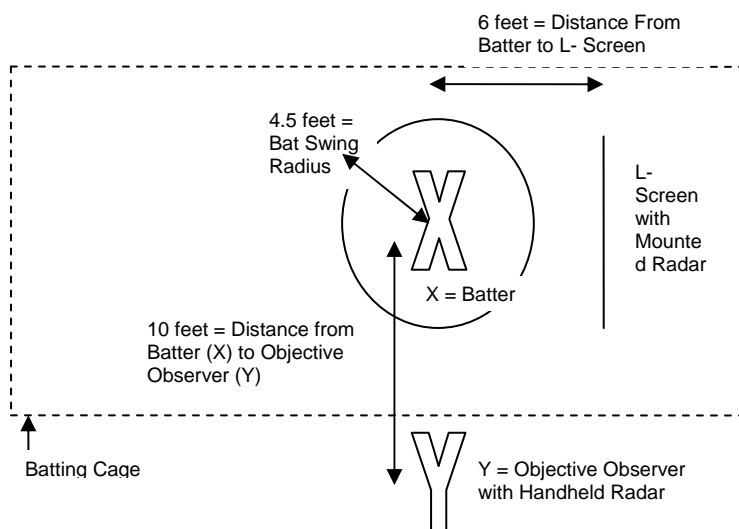 6 feet = Distance From
Batter to L- Screen
4.5 feet =
Bat Swing
Radius
X
L-
Screen
with
Mounte
d Radar
X = Batter
10 feet = Distance from
Batter (X) to Objective
Observer (Y)
Y
Batting Cage
Y = Objective Observer
with Handheld Radar